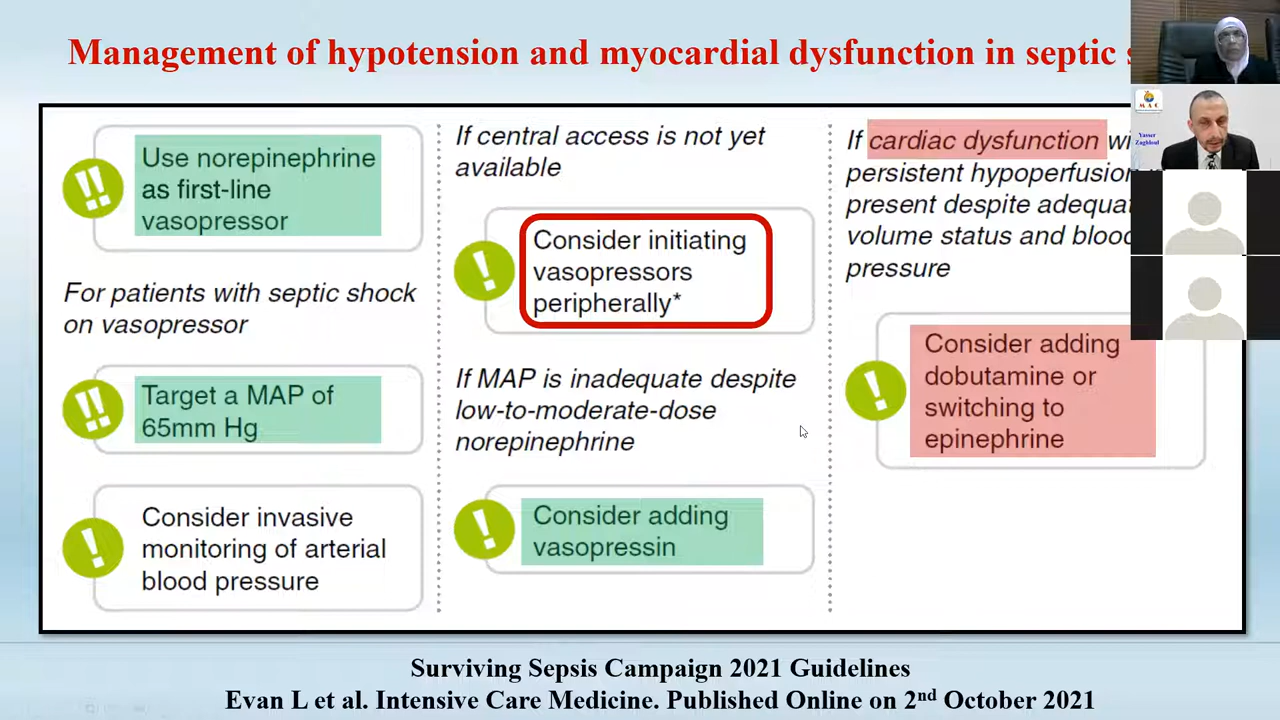 Management of hypotension and myocardial dysfunction in septic
Use norepinephrine
as first-line
vasopressor
For patients with septic shock
on vasopressor
Target a MAP of
65mm Hg
Consider invasive
monitoring of arterial
blood pressure
If central access is not yet
available
Consider initiating
vasopressors
peripherally*
If MAP is inadequate despite
low-to-moderate-dose
norepinephrine
Consider adding
vasopressin
If cardiac dysfunction
persistent hypoperfusion
present despite
volume status and
pressure
Consider adding
dobutamine or
switching to
epinephrine
MAC
Yasser
Zaghloul
Surviving Sepsis Campaign 2021 Guidelines
Evan L et al. Intensive Care Medicine. Published Online on 2nd October 2021